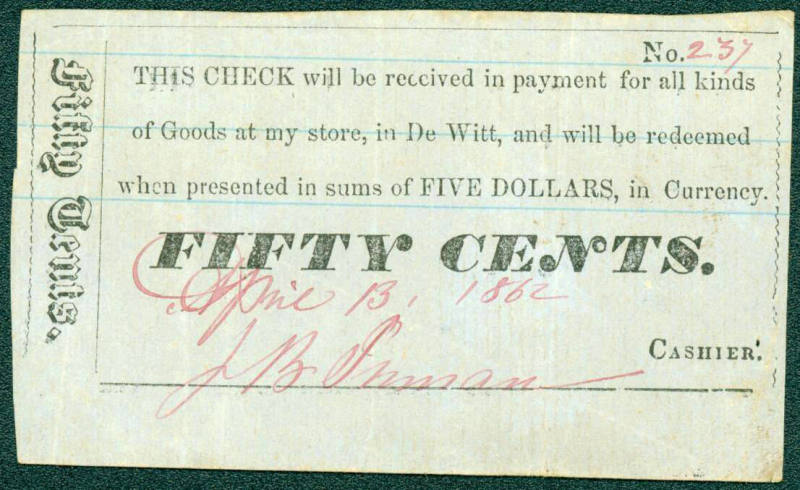 No. 237
THIS CHECK will be received in payment for all kinds
of Goods at my store, in De Witt, and will be redeemed
when presented in sums of FIVE DOLLARS, in Currency.
FIFTY CENTS.
April 13, 1862
CASHIER.
J B Inman
Fifty Cents.